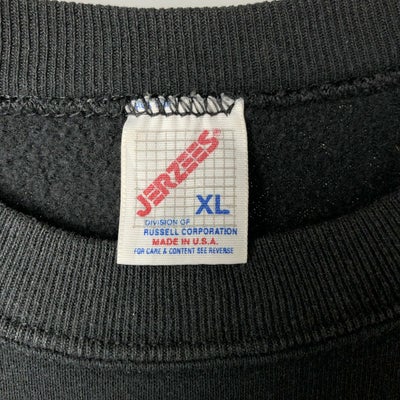 JERZEES
XL
DIVISION OF
RUSSELL CORPORATION
MADE IN U.S.A.
FOR CARE & CONTENT SEE REVERSE